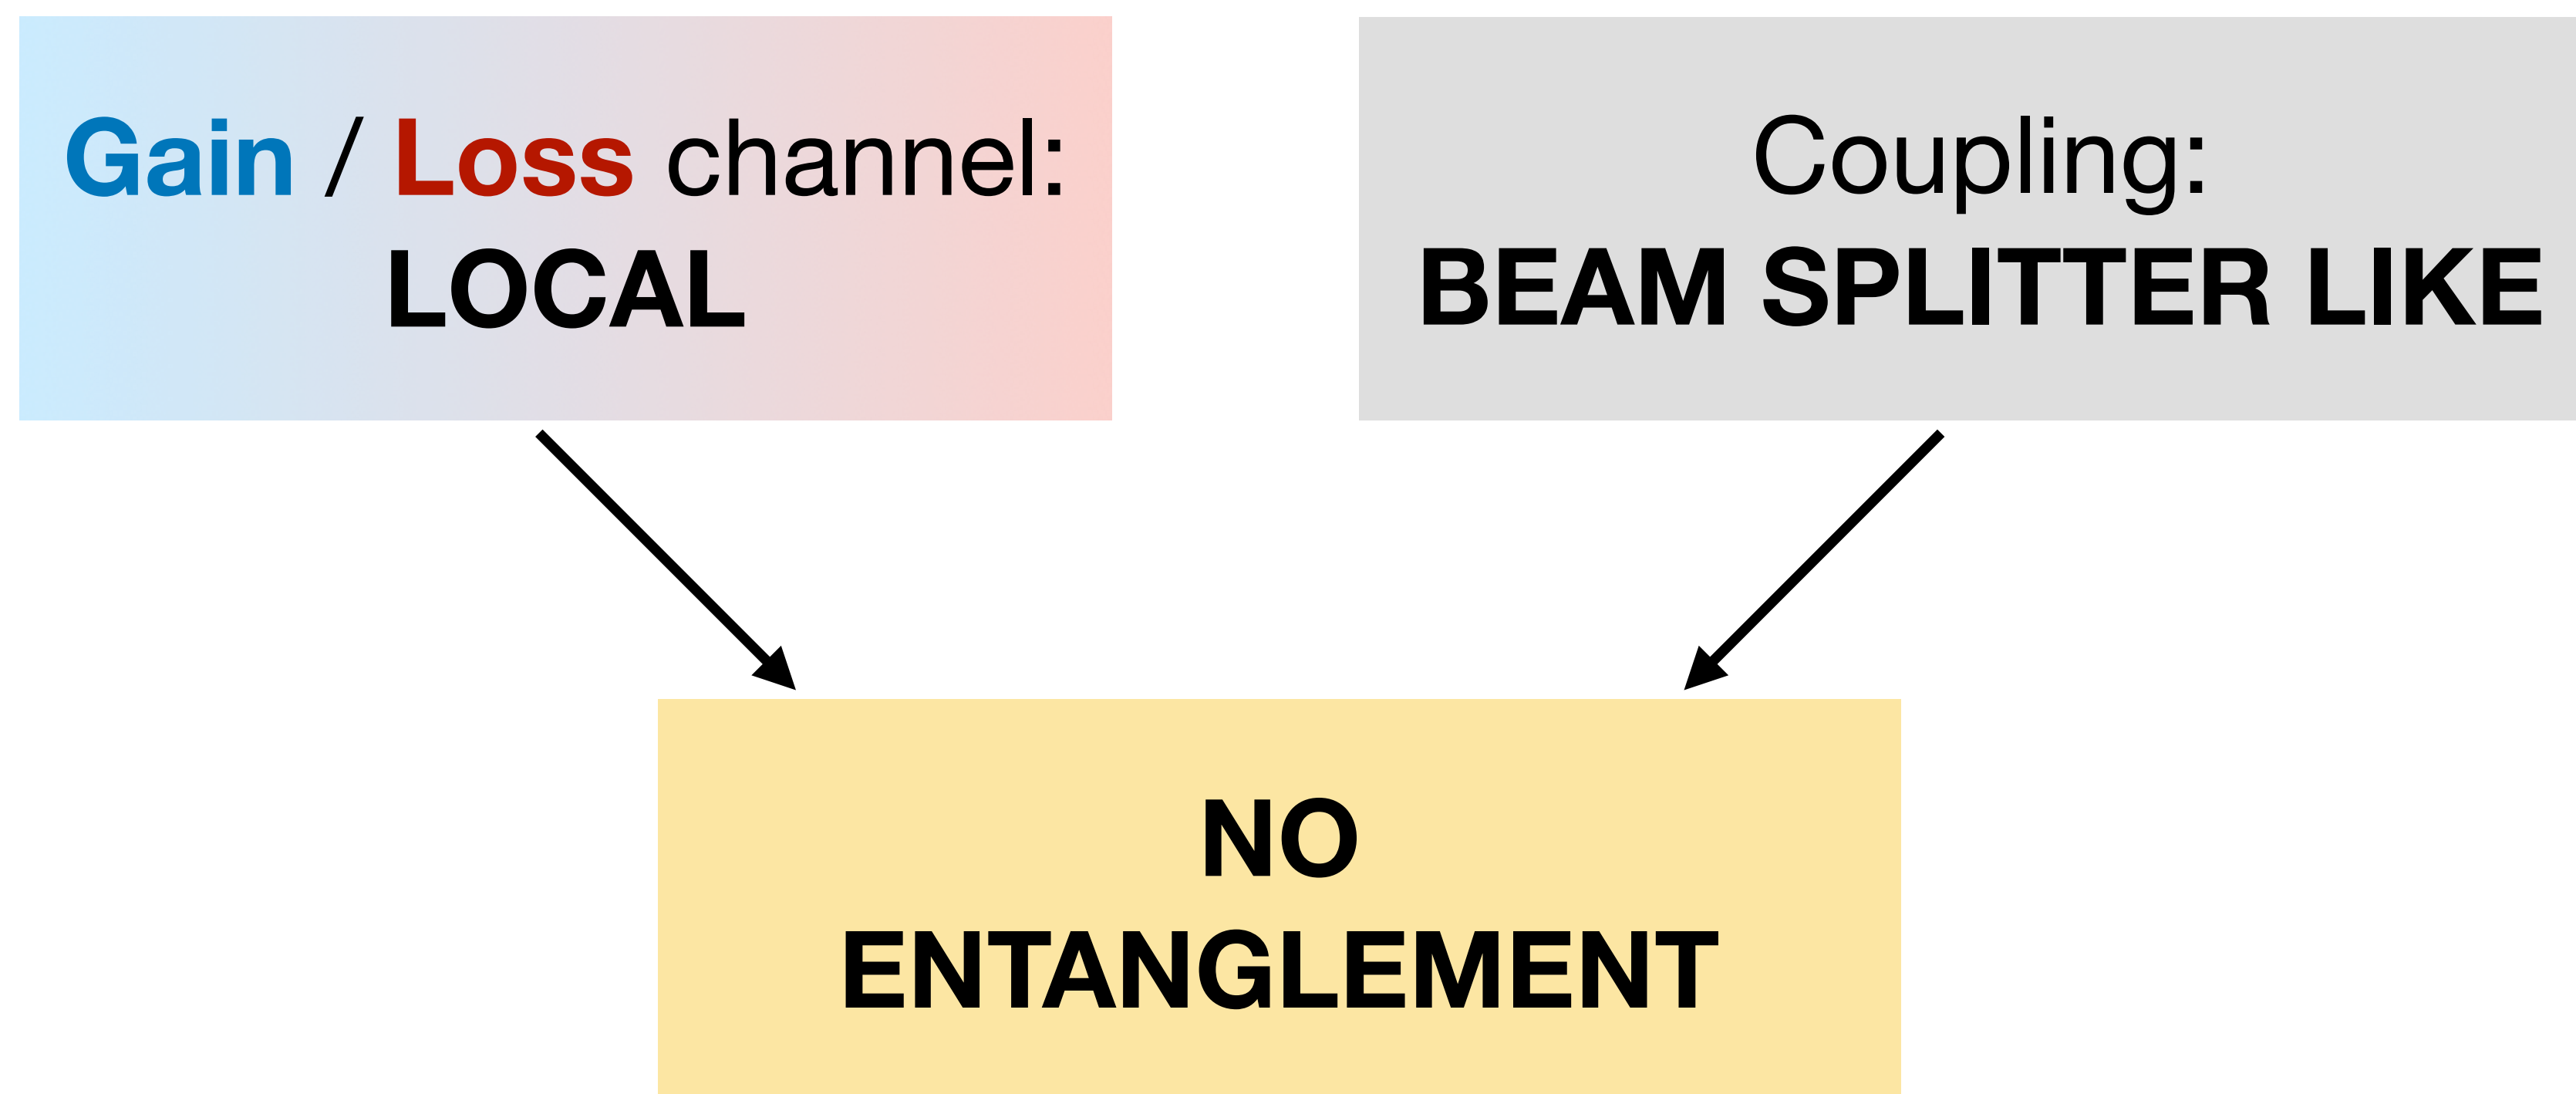 Gain / Loss channel:
LOCAL
Coupling:
BEAM SPLITTER LIKE
NO
ENTANGLEMENT